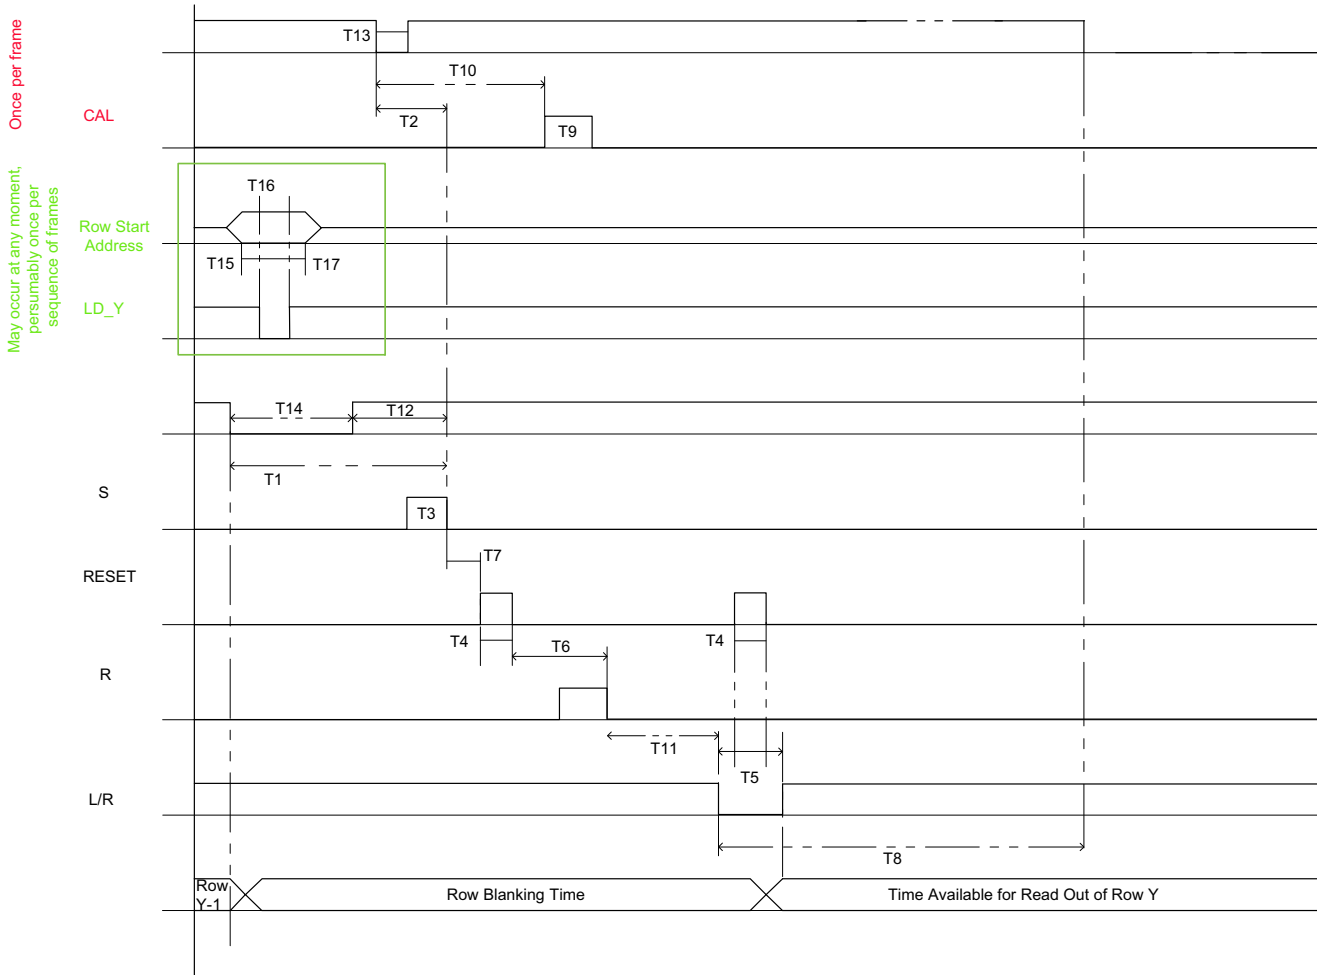 Once per frame
T13
T10
T2
CAL
T9
May occur at any moment,
persumably once per
sequence of frames
T16
Row Start
Address
T15
T17
LD_Y
T14
T12
T1
S
T3
T7
RESET
T4
T6
T4
R
T11
T5
L/R
T8
Row
Y-1
Row Blanking Time
Time Available for Read Out of Row Y